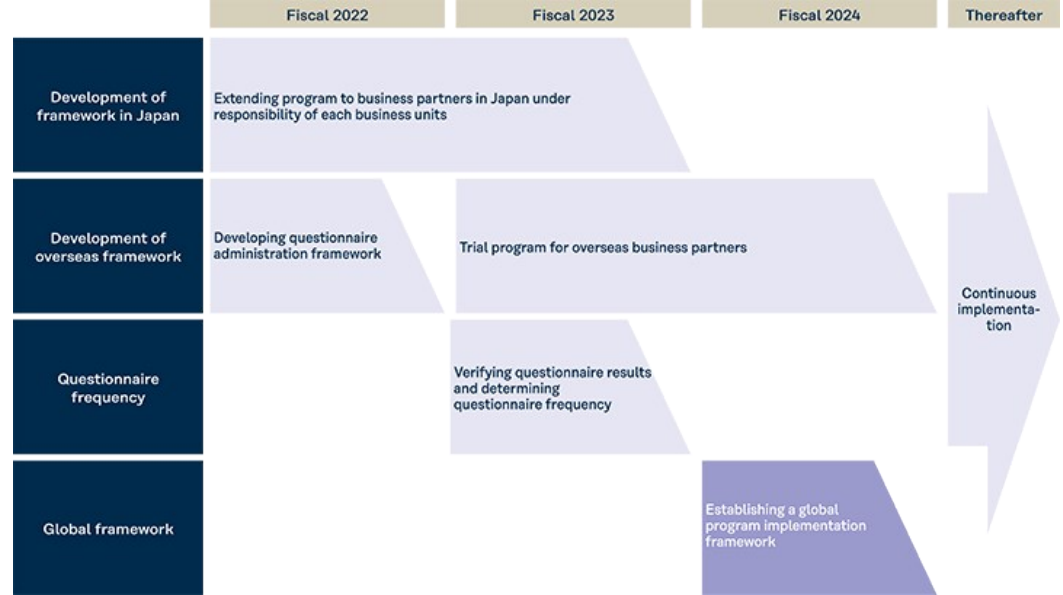 Fiscal 2022
Fiscal 2023
Fiscal 2024
Thereafter
Development of
framework in Japan
Extending program to business partners in Japan under
responsibility of each business units
Development of
overseas framework
Developing questionnaire
administration framework
Trial program for overseas business partners
Questionnaire
frequency
Verifying questionnaire results
and determining
questionnaire frequency
Global framework
Establishing a global
program implementation
framework
Continuous
implementa-
tion